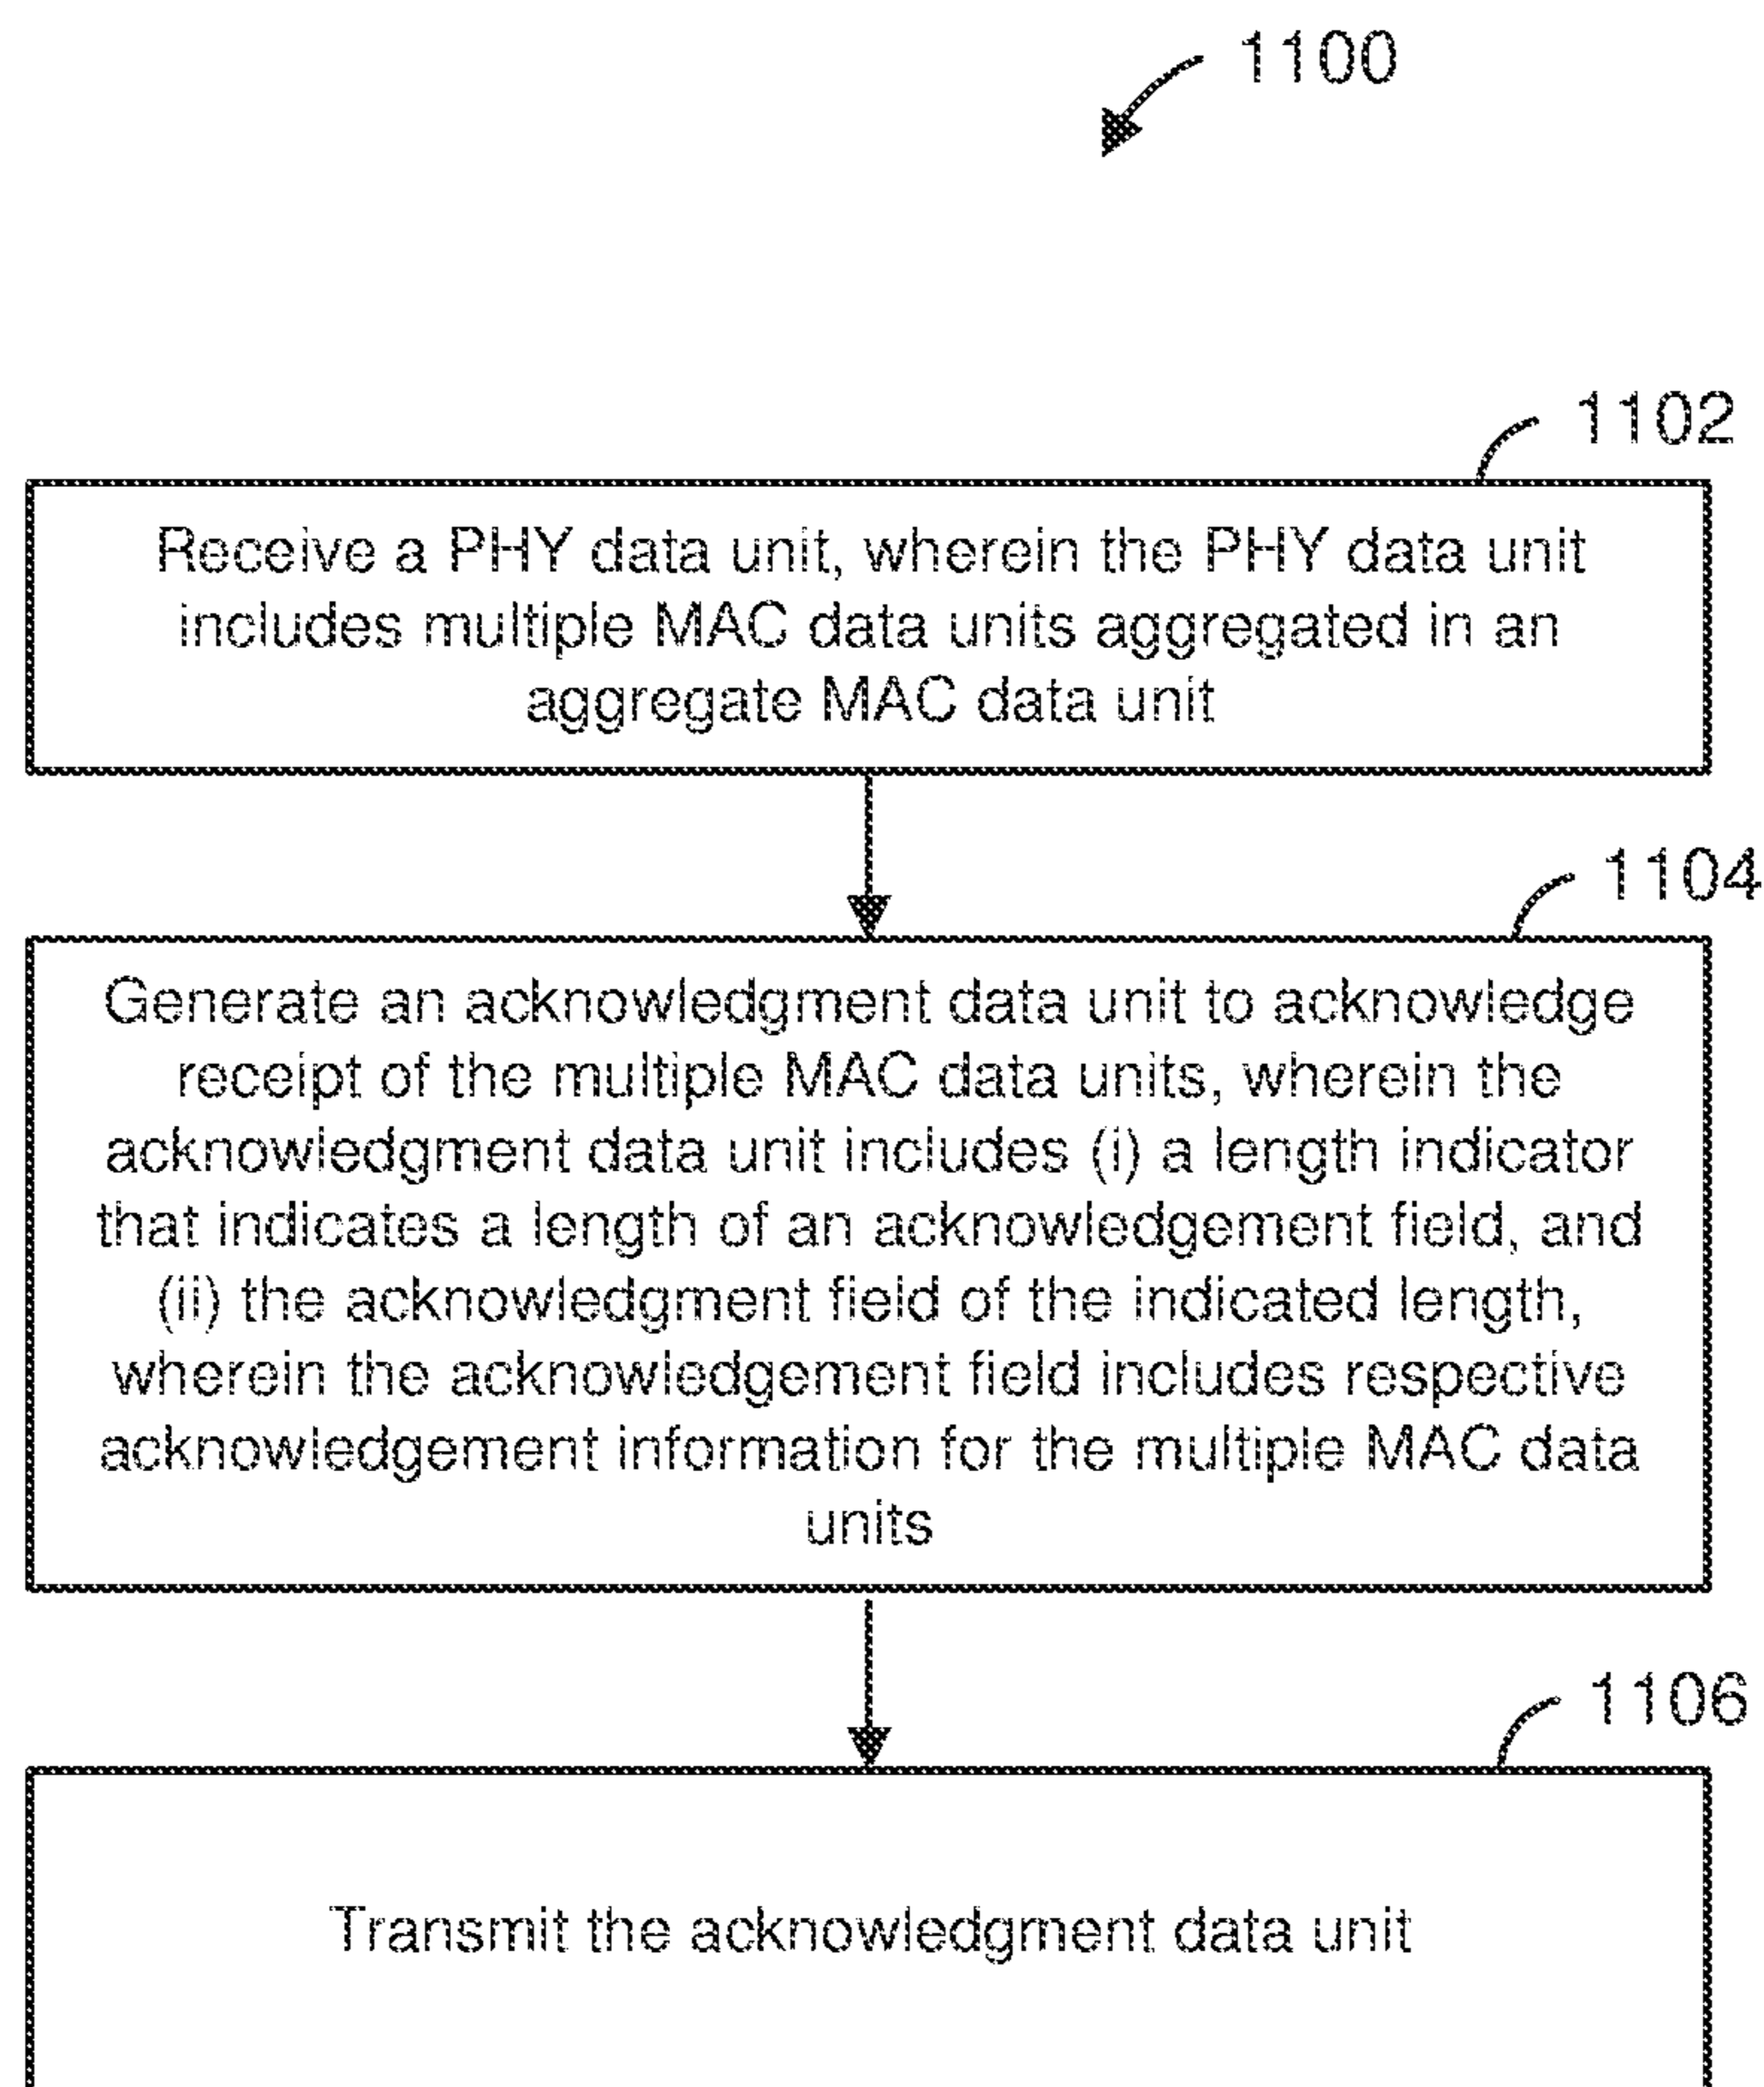 1100
1102
Receive a PHY data unit, wherein the PHY data unit
includes multiple MAC data units aggregated in an
aggregate MAC data unit
1104
Generate an acknowledgment data unit to acknowledge
receipt of the multiple MAC data units, wherein the
acknowledgment data unit includes (i) a length indicator
that indicates a length of an acknowledgement field, and
(ii) the acknowledgment field of the indicated length,
wherein the acknowledgement field includes respective
acknowledgement information for the multiple MAC data
units
1106
Transmit the acknowledgment data unit